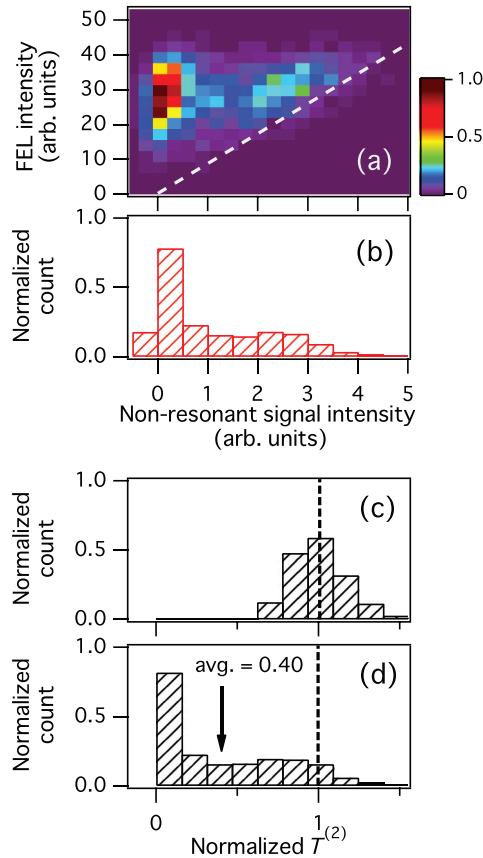 50
40
30
20
10
0
FEL intensity
(arb. units)
(a)
1.0
0.5
0
1.0
0.5
0.0
Normalized
count
(b)
0 1 2 3 4 5
Non-resonant signal intensity
(arb. units)
1.0
0.5
0.0
Normalized
count
(c)
1.0
0.5
0.0
Normalized
count
avg. = 0.40
(d)
0 1
Normalized T(2)